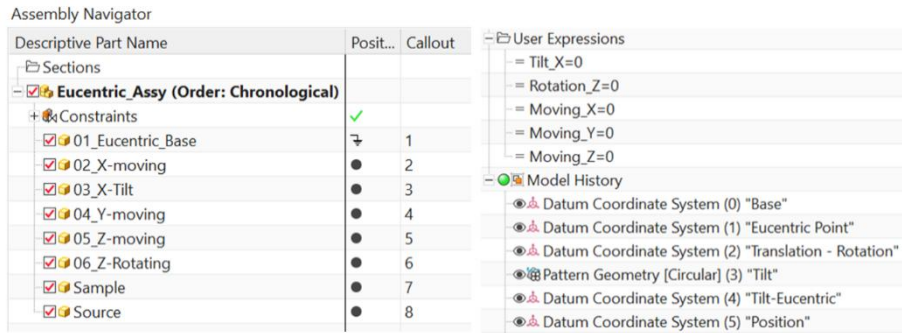 Assembly Navigator
Descriptive Part Name Posit... Callout
Sections
Eucentric_Assy (Order: Chronological)
Constraints
01_Eucentric_Base 1
02_X-moving 2
03_X-Tilt 3
04_Y-moving 4
05_Z-moving 5
06_Z-Rotating 6
Sample 7
Source 8
User Expressions
= Tilt_X=0
= Rotation_Z=0
= Moving_X=0
= Moving_Y=0
= Moving_Z=0
Model History
Datum Coordinate System (0) "Base"
Datum Coordinate System (1) "Eucentric Point"
Datum Coordinate System (2) "Translation - Rotation"
Pattern Geometry [Circular] (3) "Tilt"
Datum Coordinate System (4) "Tilt-Eucentric"
Datum Coordinate System (5) "Position"